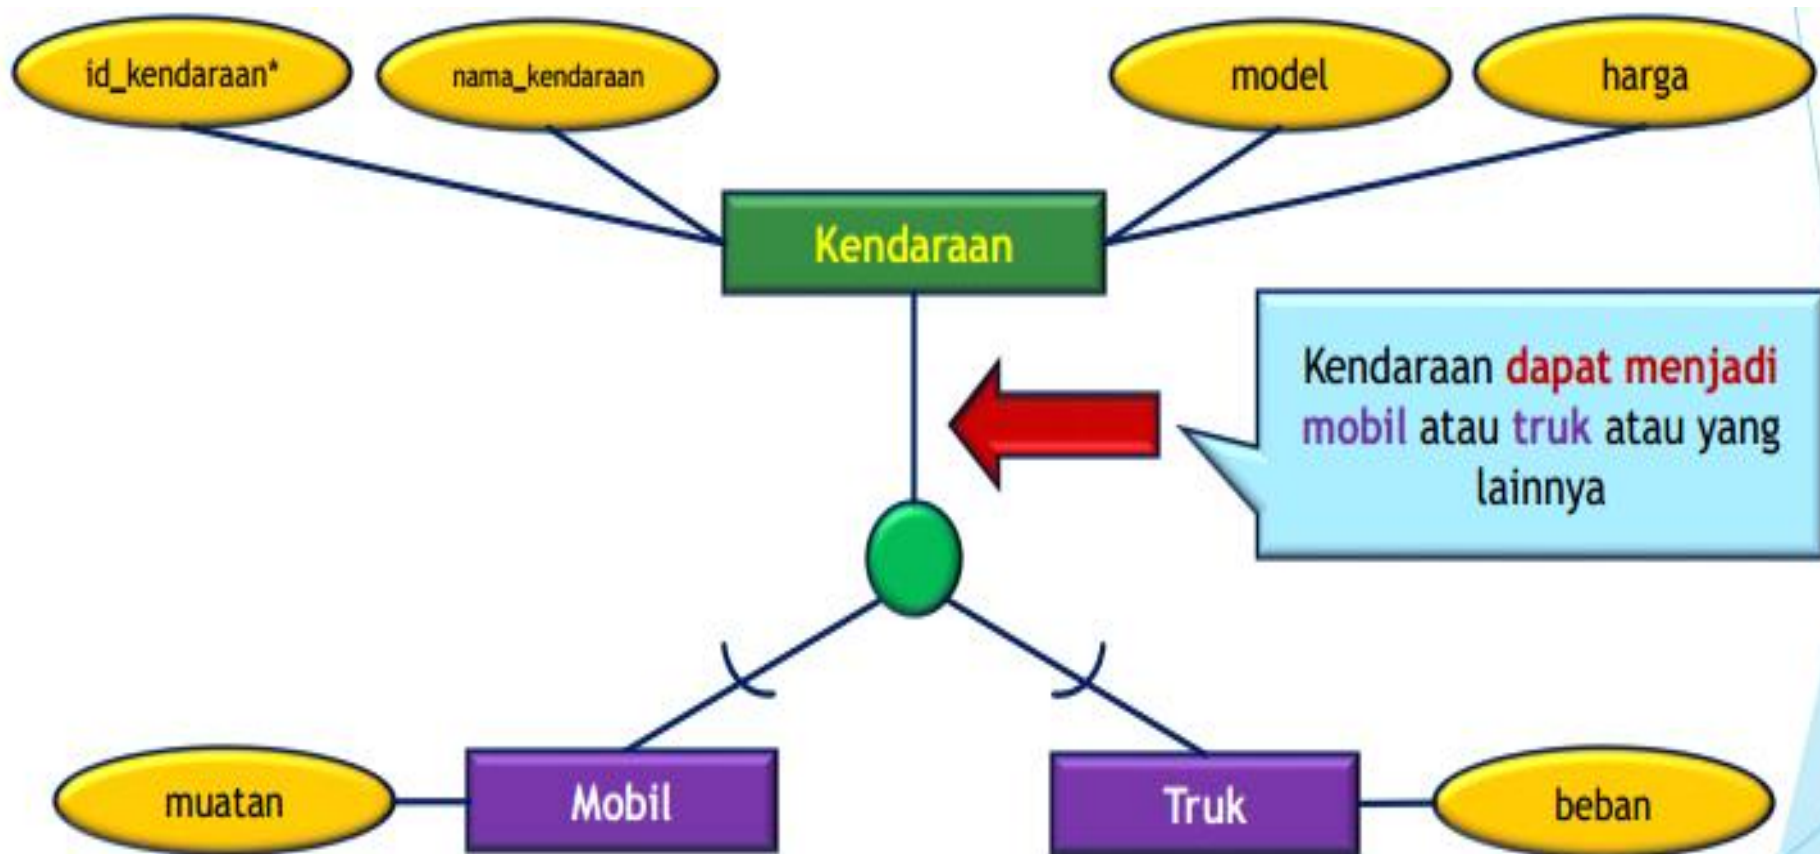 id_kendaraan*
nama_kendaraan
model
harga
Kendaraan
Kendaraan dapat menjadi
mobil atau truk atau yang
lainnya
muatan
Mobil
Truk
beban